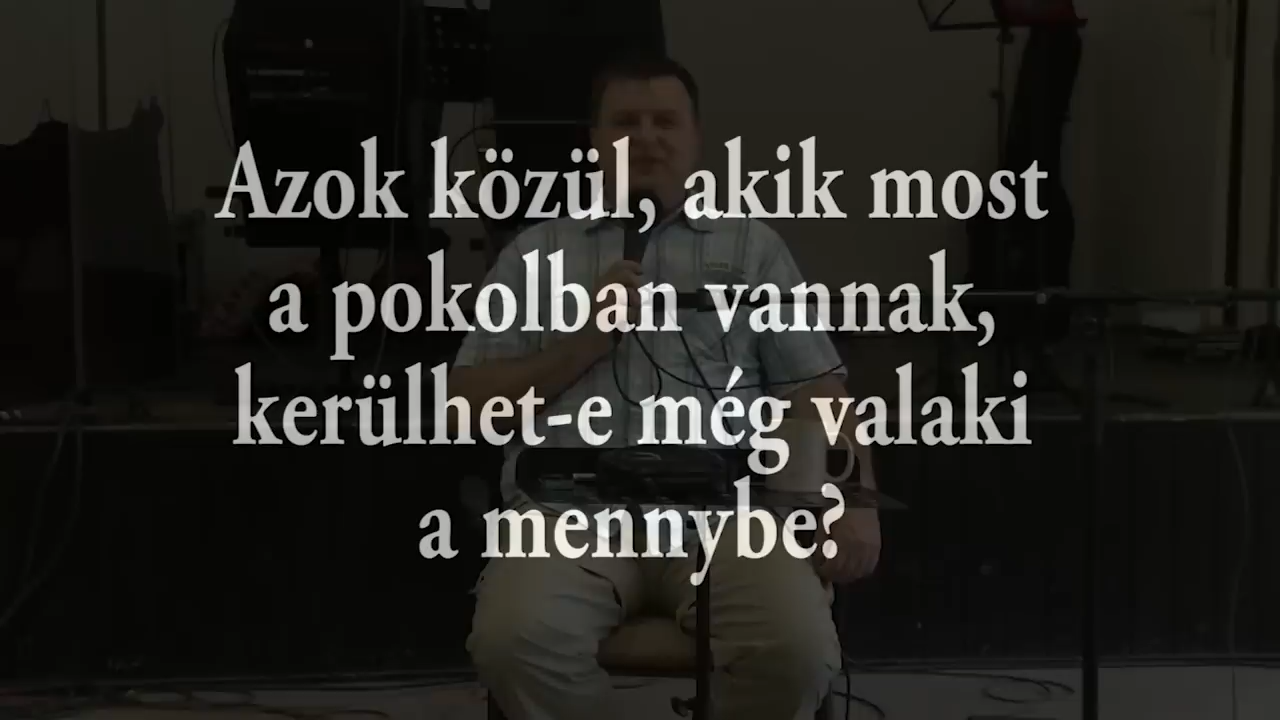 Azok közül, akik most
a pokolban vannak,
kerülhet-e még valaki
a mennybe?